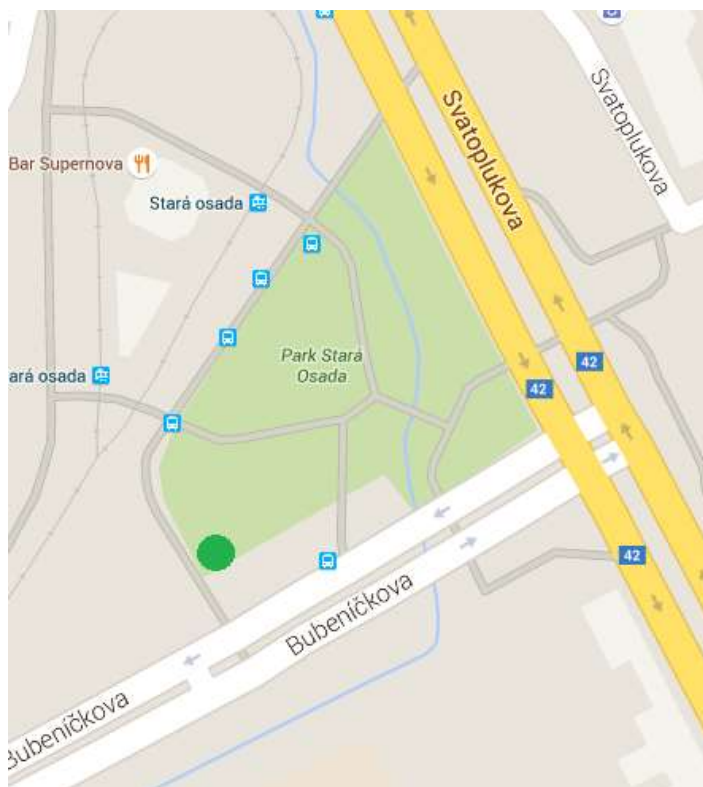 Svatoplukova
Svatoplukova
Bar Supernova
Stará osada
Park Stará
Osada
ará osada
42
42
42
Bubeníčkova
Bubeníčkova